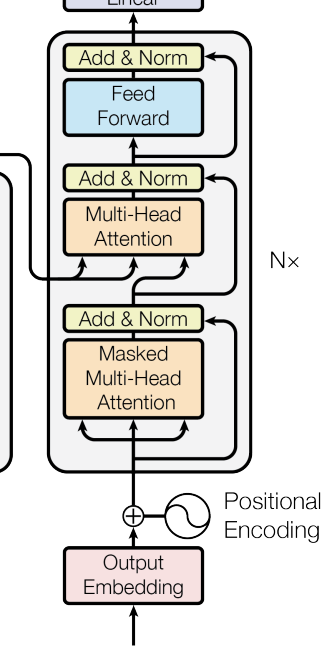 Linear
Add & Norm
Feed
Forward
Add & Norm
Multi-Head
Attention
N×
Add & Norm
Masked
Multi-Head
Attention
Positional
Encoding
Output
Embedding